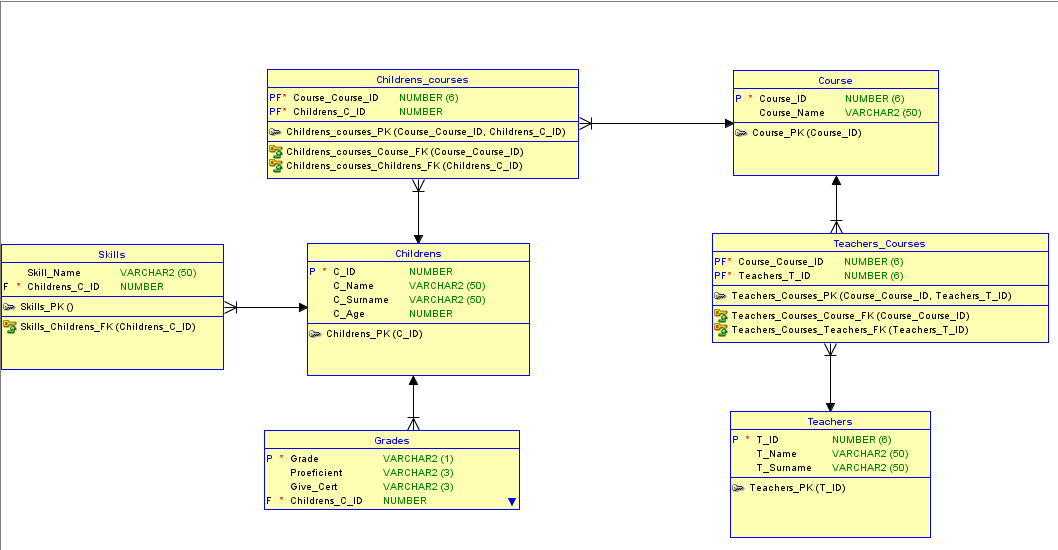 Childrens_courses
PF* Course_Course_ID NUMBER (6)
PF* Childrens_C_ID NUMBER
Childrens_courses_PK (Course_Course_ID, Childrens_C_ID)
Childrens_courses_Course_FK (Course_Course_ID)
Childrens_courses_Childrens_FK (Childrens_C_ID)
Course
P * Course_ID NUMBER (6)
Course_Name VARCHAR2 (50)
Course_PK (Course_ID)
Skills
Skill_Name VARCHAR2 (50)
F * Childrens_C_ID NUMBER
Skills_PK ()
Skills_Childrens_FK (Childrens_C_ID)
Childrens
P * C_ID NUMBER
C_Name VARCHAR2 (50)
C_Surname VARCHAR2 (50)
C_Age NUMBER
Childrens_PK (C_ID)
Teachers_Courses
PF* Course_Course_ID NUMBER (6)
PF* Teachers_T_ID NUMBER (6)
Teachers_Courses_PK (Course_Course_ID, Teachers_T_ID)
Teachers_Courses_Course_FK (Course_Course_ID)
Teachers_Courses_Teachers_FK (Teachers_T_ID)
Grades
P * Grade VARCHAR2 (1)
Proeficient VARCHAR2 (3)
Give_Cert VARCHAR2 (3)
F * Childrens_C_ID NUMBER
Teachers
P * T_ID NUMBER (6)
T_Name VARCHAR2 (50)
T_Surname VARCHAR2 (50)
Teachers_PK (T_ID)